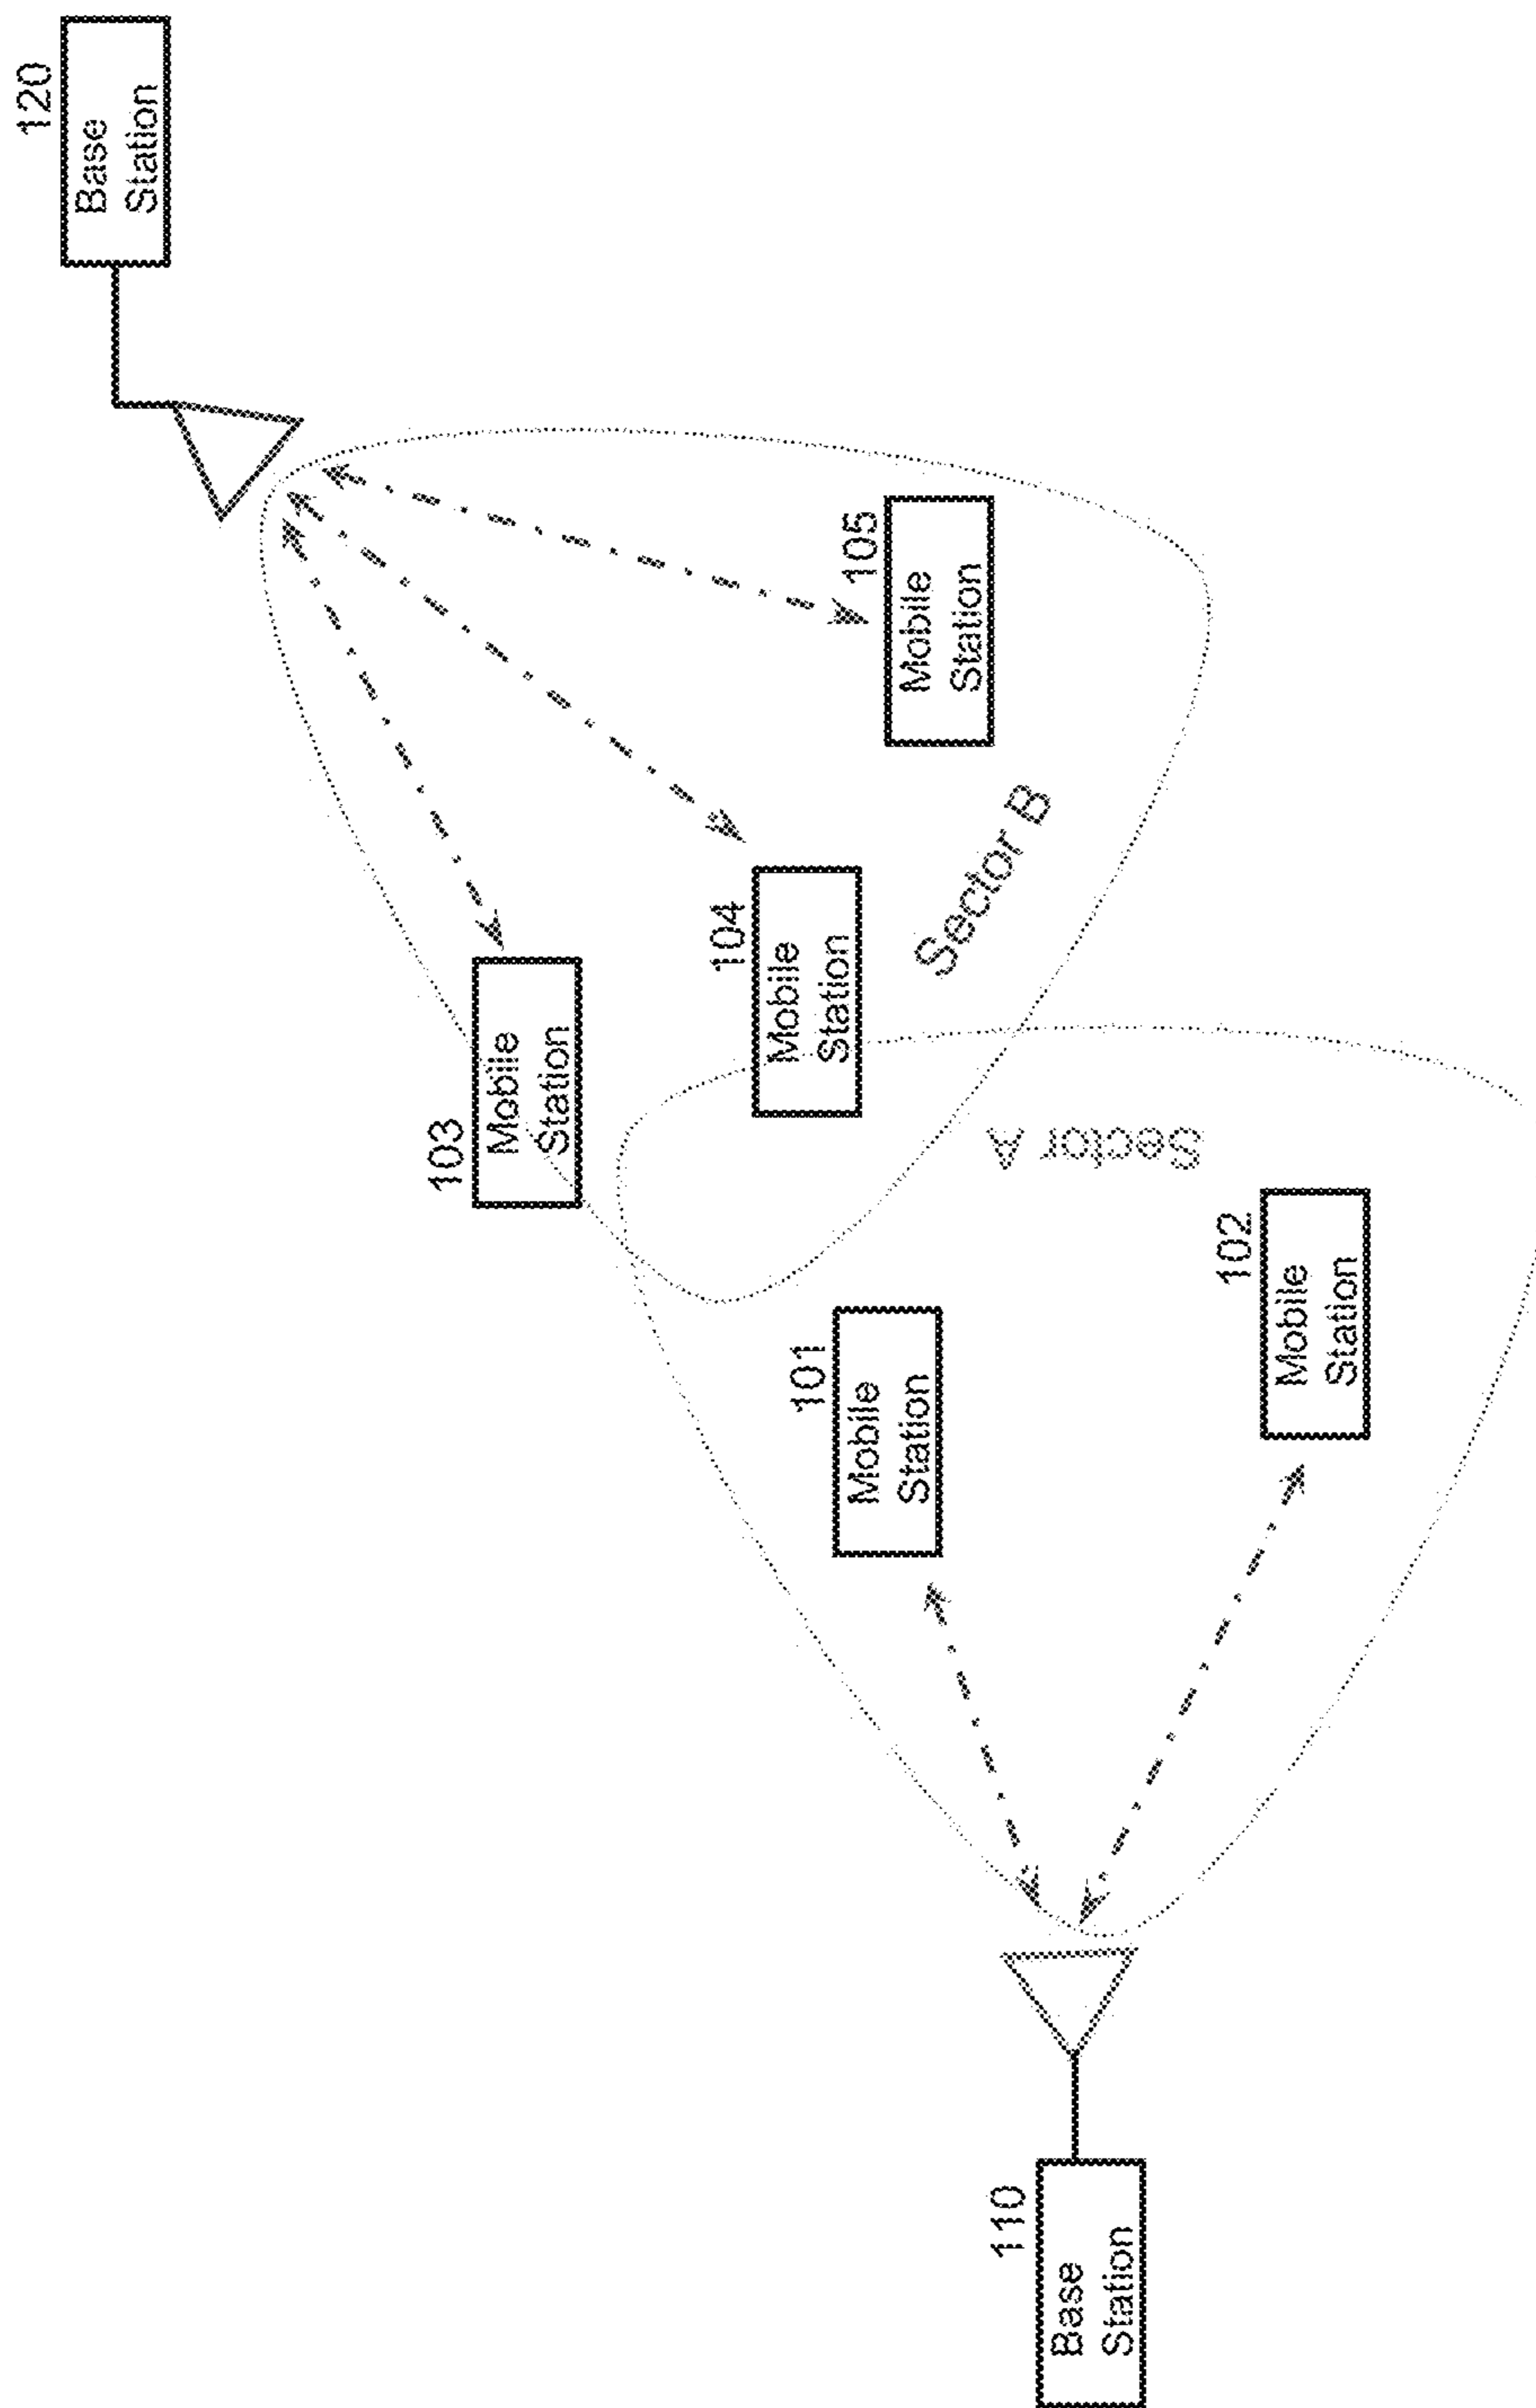 120
Base
Station
105
Mobile
Station
104
Mobile
Station
103
Mobile
Station
Sector B
Sector A
101
Mobile
Station
102
Mobile
Station
110
Base
Station